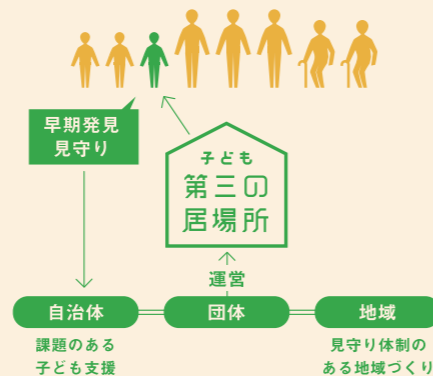 早期発見
見守り
子ども
第三の
居場所
運営
自治体
団体
地域
課題のある
子ども支援
見守り体制の
ある地域づくり